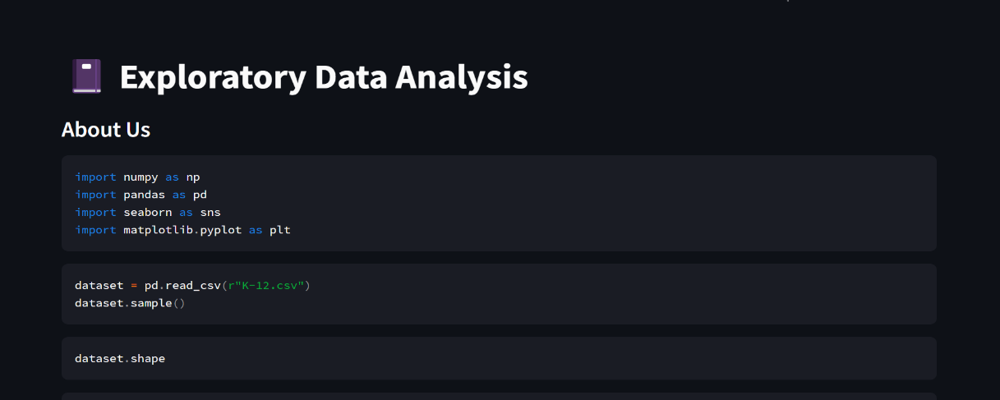 Exploratory Data Analysis
About Us
import numpy as np
import pandas as pd
import seaborn as sns
import matplotlib.pyplot as plt
dataset = pd.read_csv(r"K-12.csv")
dataset.sample()
dataset.shape